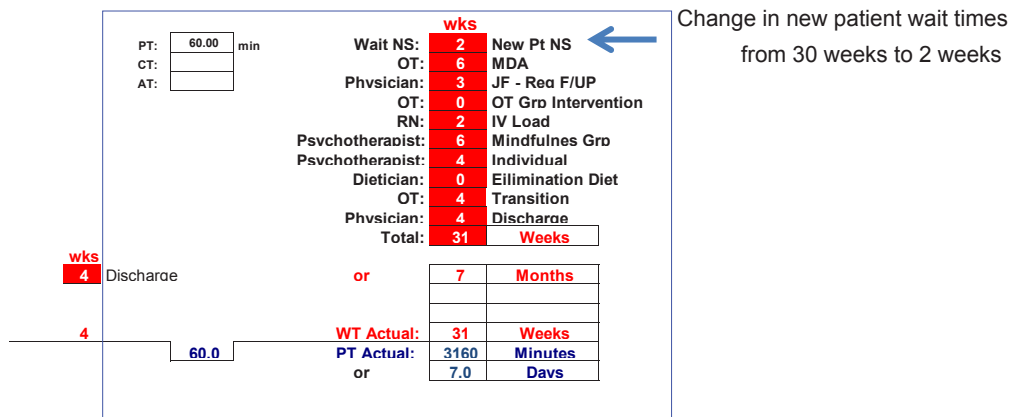 Change in new patient wait times
from 30 weeks to 2 weeks
wks
PT: 60.00 min
CT:
AT:
Wait NS: 2 New Pt NS
OT: 6 MDA
Physician: 3 JF - Reg F/UP
OT: 0 OT Grp Intervention
RN: 2 IV Load
Psychotherapist: 6 Mindfulnes Grp
Psychotherapist: 4 Individual
Dietician: 0 Eilimination Diet
OT: 4 Transition
Physician: 4 Discharge
Total: 31 Weeks
wks
4 Discharge
or 7 Months
4
WT Actual: 31 Weeks
60.0
PT Actual: 3160 Minutes
or 7.0 Days